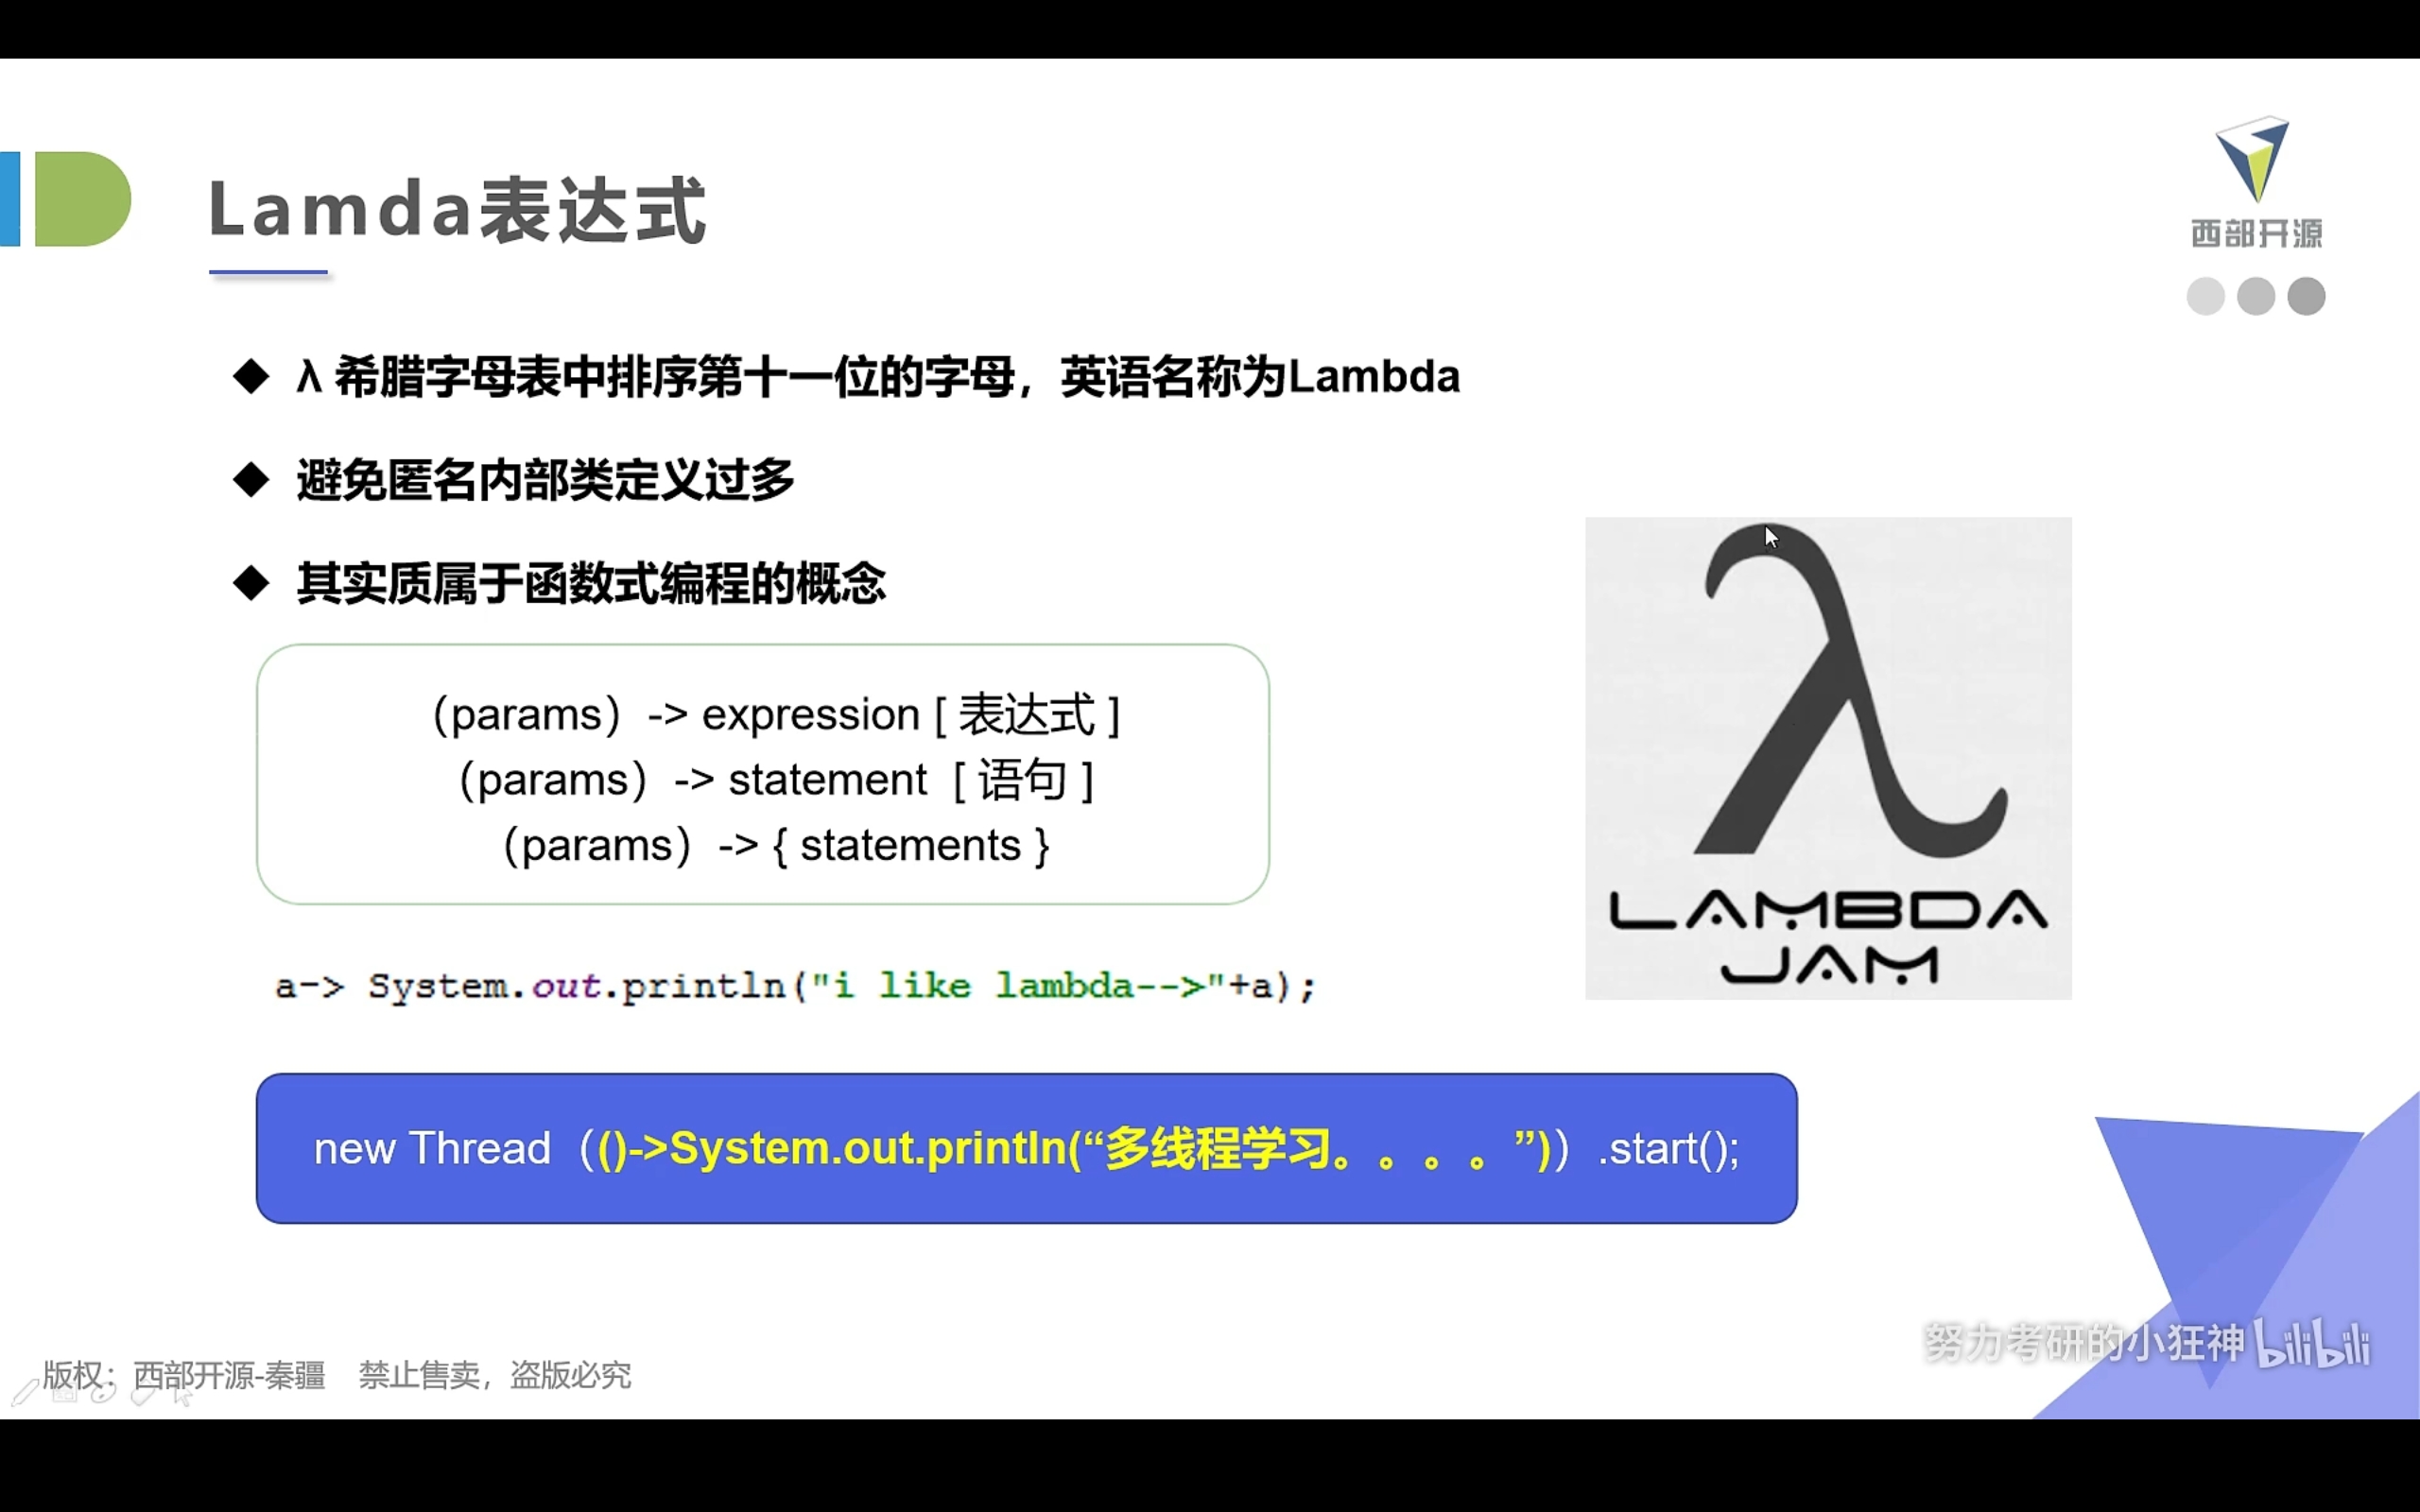 Lamda表达式
西部开源
◆ λ 希腊字母表中排序第十一位的字母，英语名称为Lambda
◆ 避免匿名内部类定义过多
◆ 其实质属于函数式编程的概念
（params）-> expression [ 表达式 ]
（params）-> statement [ 语句 ]
（params）-> { statements }
λ
LAMBDA
JAM
a-> System.out.println("i like lambda-->"+a);
new Thread（()->System.out.println(“多线程学习。。。。”)）.start();
努力考研的小狂神 bilibili
版权：西部开源-秦疆 禁止售卖，盗版必究